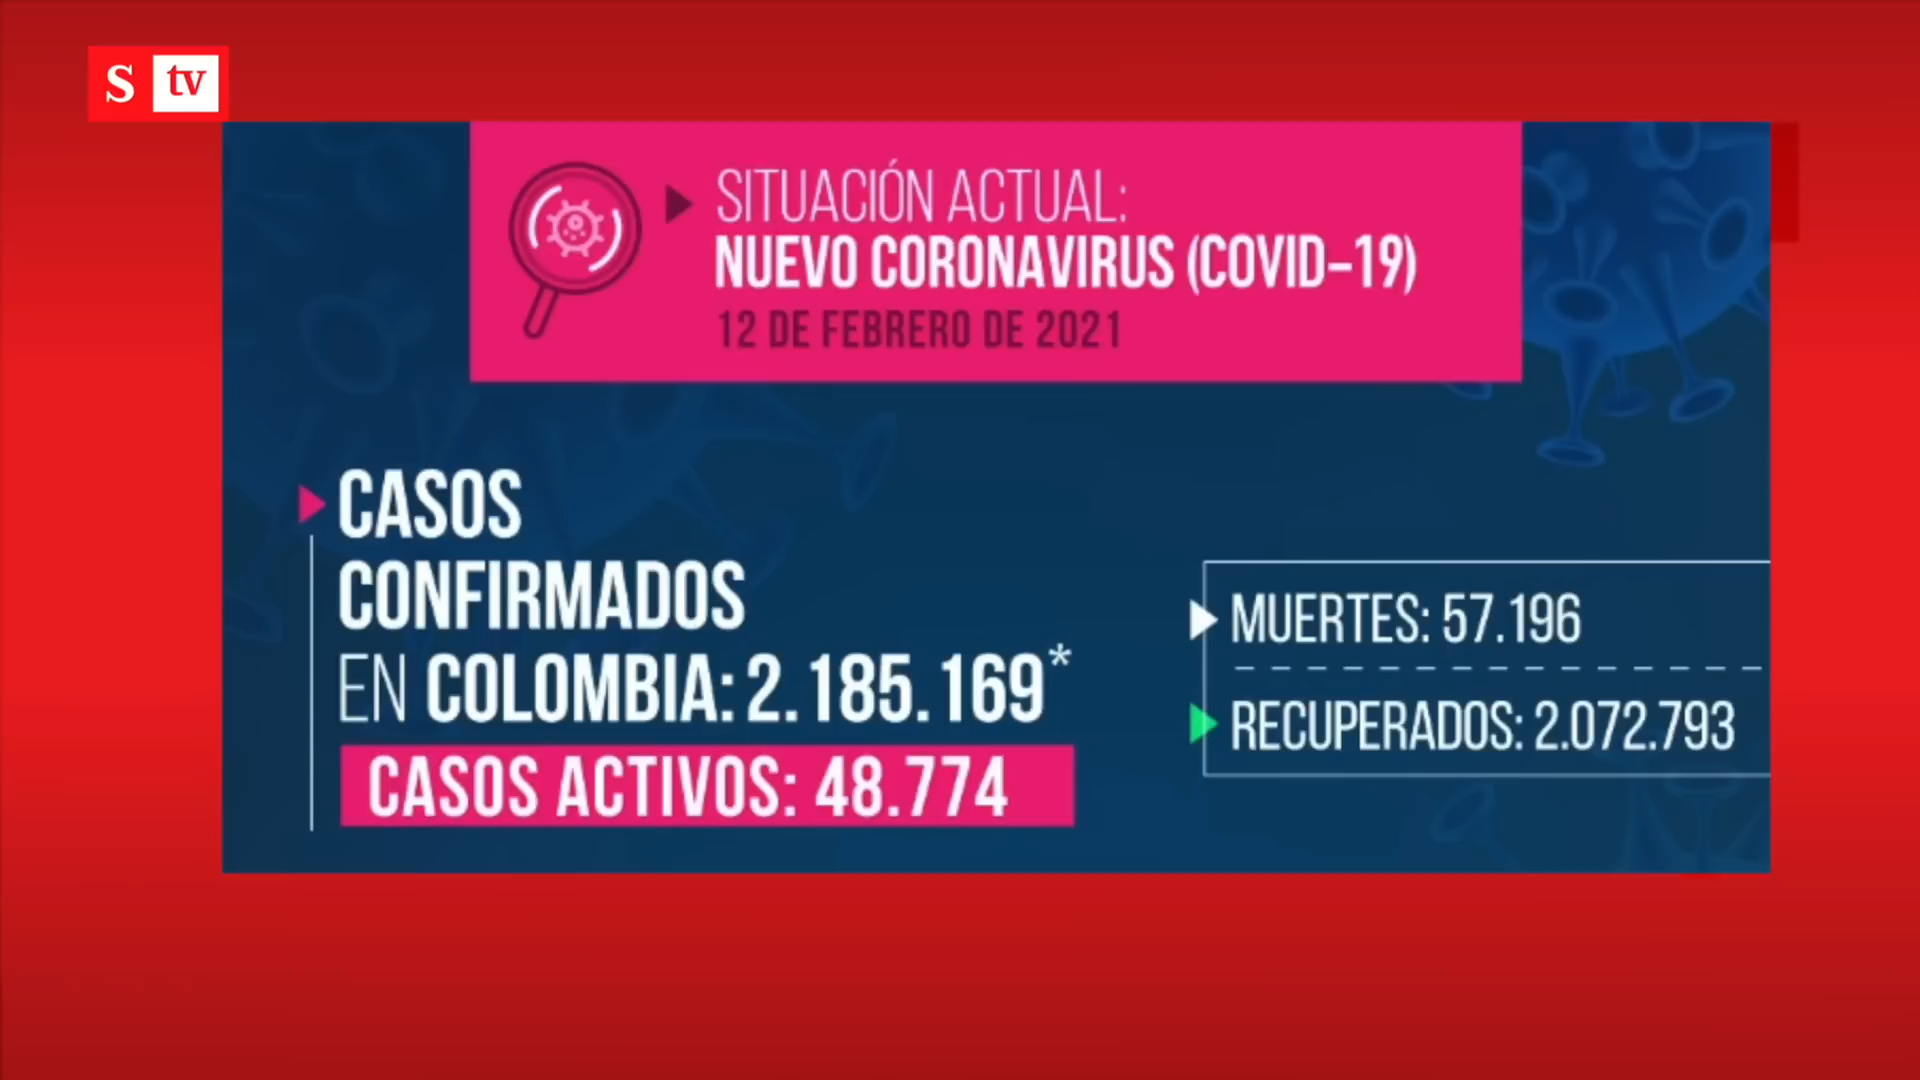 S tv
SITUACIÓN ACTUAL:
NUEVO CORONAVIRUS (COVID-19)
12 DE FEBRERO DE 2021
CASOS
CONFIRMADOS
EN COLOMBIA: 2.185.169*
CASOS ACTIVOS: 48.774
MUERTES: 57.196
RECUPERADOS: 2.072.793